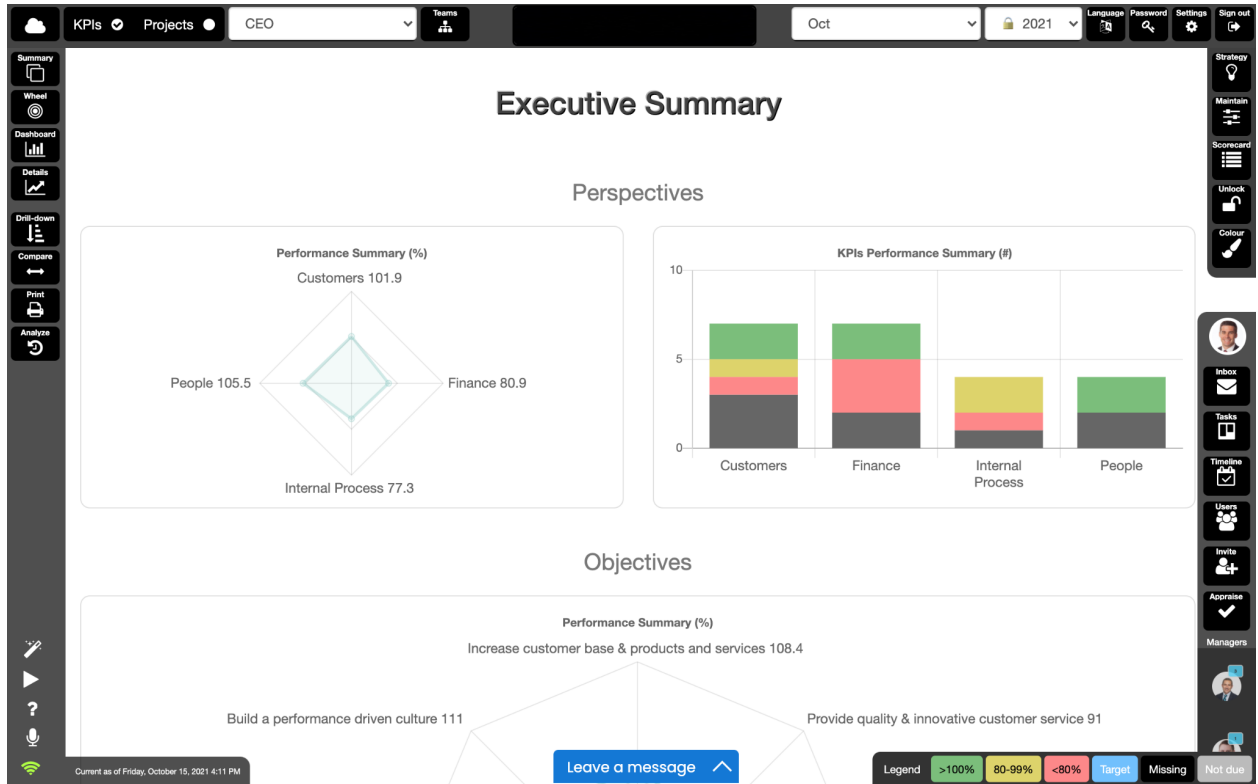 KPIs Projects CEO Teams Oct 2021 Language Password Settings Sign out
Summary
Wheel
Dashboard
Details
Drill-down
Compare
Print
Analyze
Strategy
Maintain
Scorecard
Unlock
Colour
Inbox
Tasks
Timeline
Users
Invite
Appraise
Managers
Executive Summary
Perspectives
Performance Summary (%)
Customers 101.9
People 105.5
Finance 80.9
Internal Process 77.3
KPIs Performance Summary (#)
10
5
0
Customers
Finance
Internal
Process
People
Objectives
Performance Summary (%)
Increase customer base & products and services 108.4
Build a performance driven culture 111
Provide quality & innovative customer service 91
?
Current as of Friday, October 15, 2021 4:11 PM
Leave a message
Legend >100% 80-99% <80% Target Missing Not due